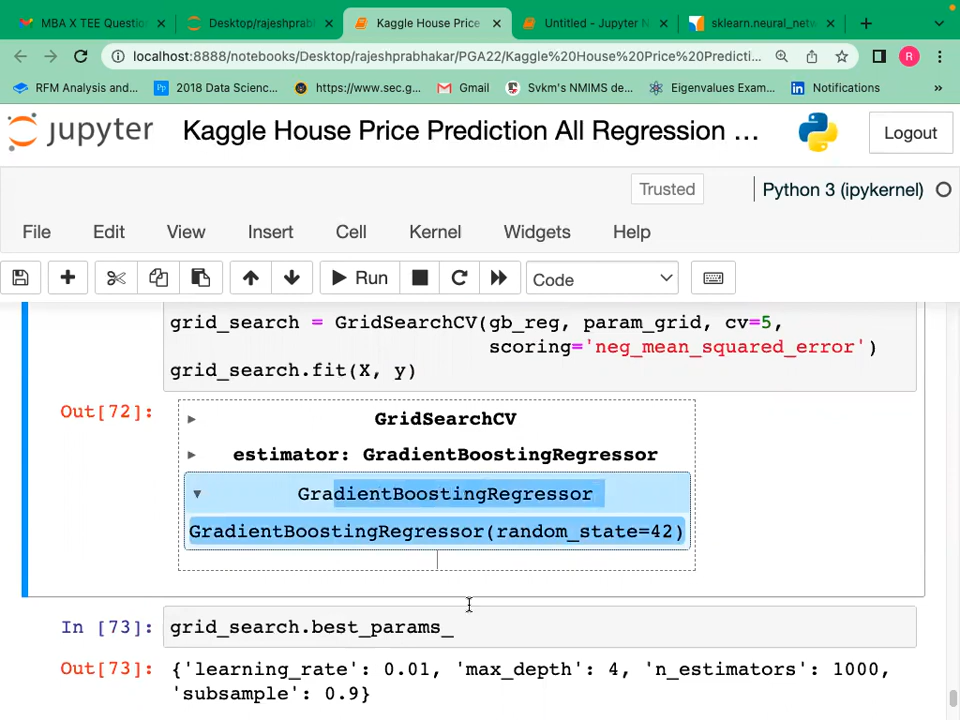 MBA X TEE Questio
Desktop/rajeshprabl
Kaggle House Price
Untitled - Jupyter N
sklearn.neural_netw
localhost:8888/notebooks/Desktop/rajeshprabhakar/PGA22/Kaggle%20House%20Price%20Predicti...
R
RFM Analysis and...
2018 Data Scienc...
https://www.sec.g...
Gmail
Svkm's NMIMS de...
Eigenvalues Exam...
Notifications
»
jupyter
Kaggle House Price Prediction All Regression ...
Logout
Trusted
Python 3 (ipykernel)
File Edit View Insert Cell Kernel Widgets Help
Run
Code
grid_search = GridSearchCV(gb_reg, param_grid, cv=5,
scoring='neg_mean_squared_error')
grid_search.fit(X, y)
Out[72]:
GridSearchCV
estimator: GradientBoostingRegressor
GradientBoostingRegressor
GradientBoostingRegressor(random_state=42)
In [73]: grid_search.best_params_
Out[73]: {'learning_rate': 0.01, 'max_depth': 4, 'n_estimators': 1000,
'subsample': 0.9}